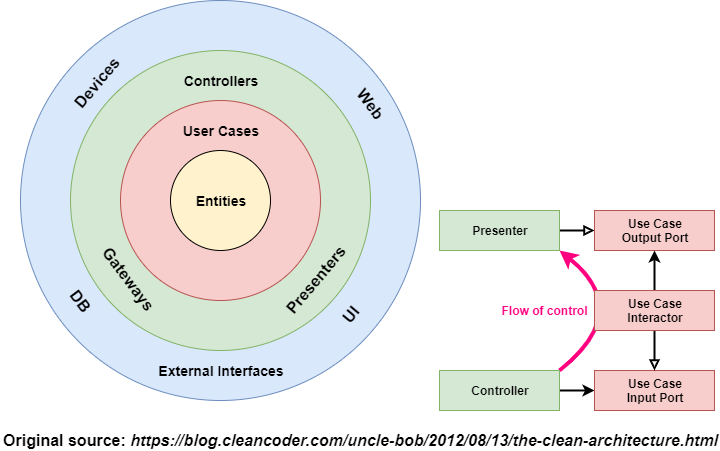 Devices
Web
Controllers
User Cases
Entities
Gateways
Presenters
DB
UI
External Interfaces
Presenter
Use Case
Output Port
Flow of control
Use Case
Interactor
Controller
Use Case
Input Port
Original source: https://blog.cleancoder.com/uncle-bob/2012/08/13/the-clean-architecture.html